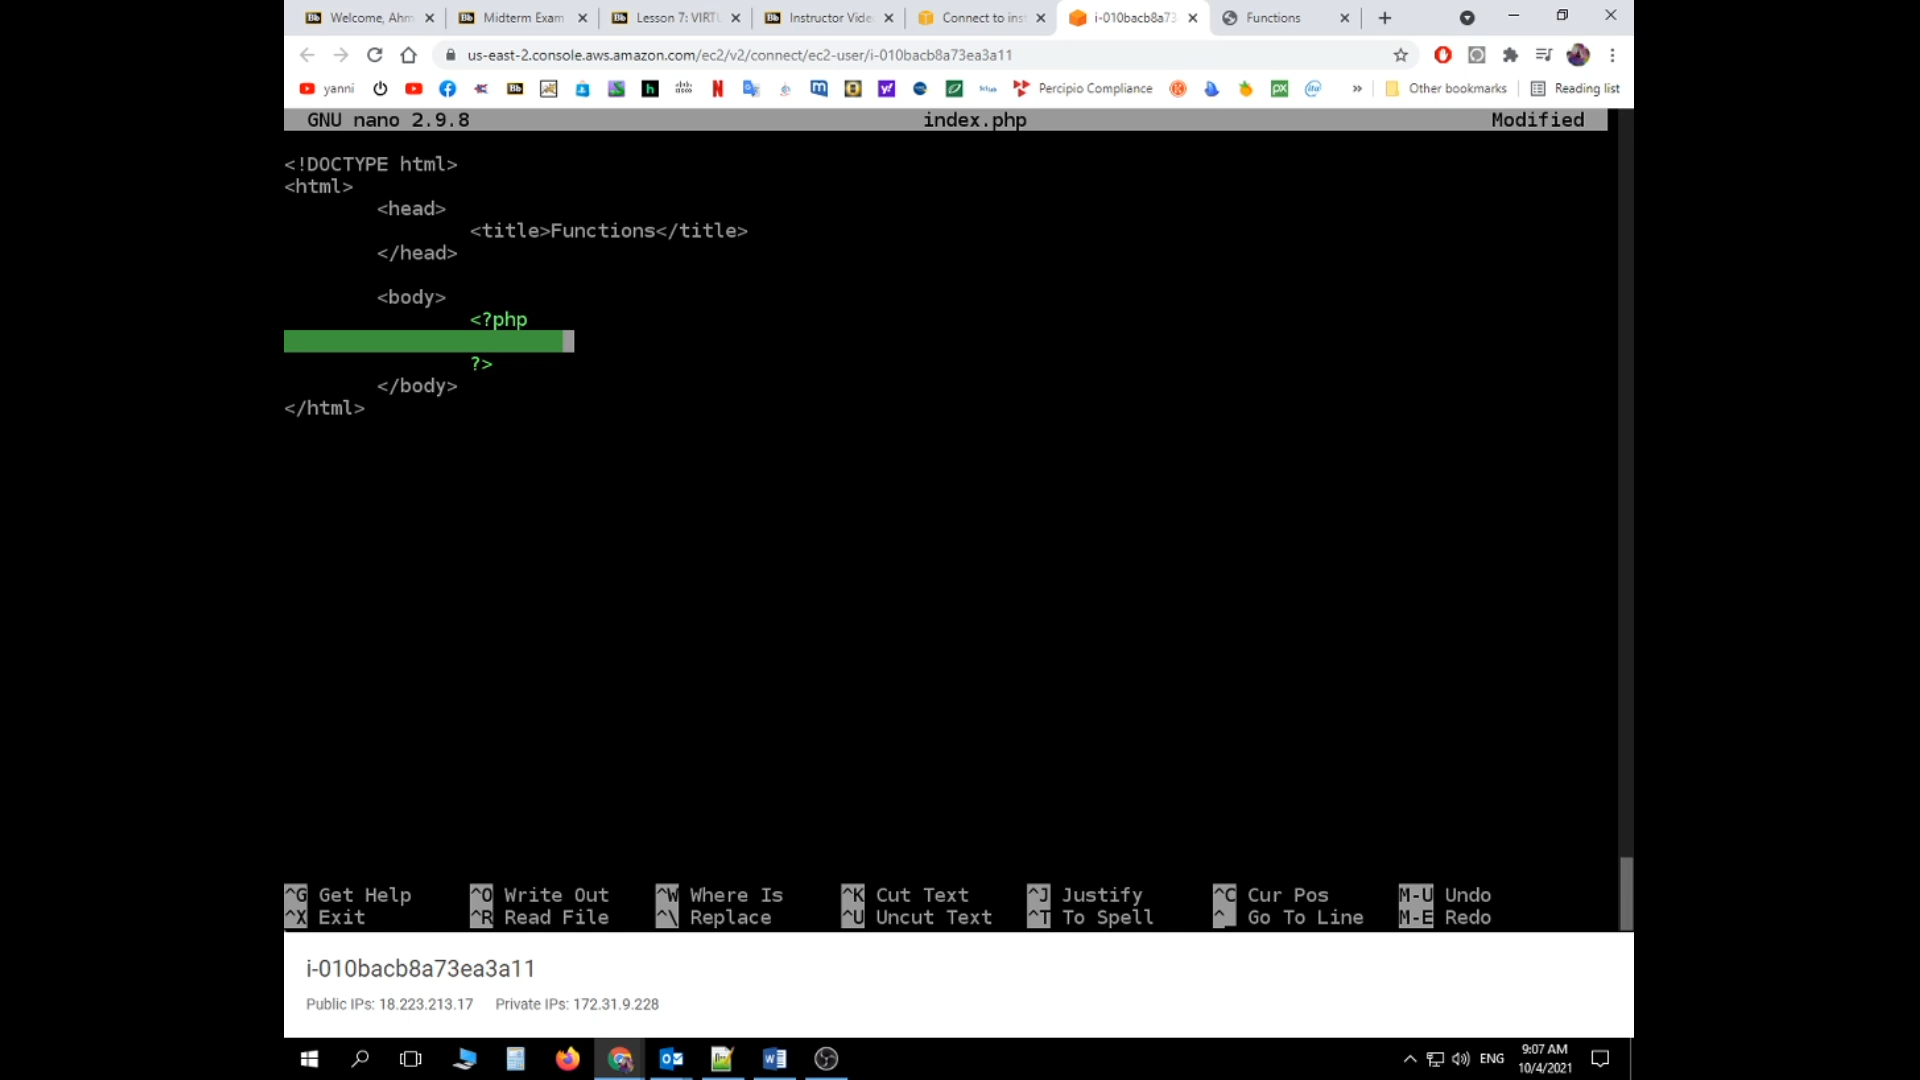 Welcome, Ahm
Midterm Exam
Lesson 7: VIRTU
Instructor Vide
Connect to inst
i-010bacb8a73
Functions
us-east-2.console.aws.amazon.com/ec2/v2/connect/ec2-user/i-010bacb8a73ea3a11
yanni
Percipio Compliance
Other bookmarks
Reading list
GNU nano 2.9.8 index.php Modified
<!DOCTYPE html>
<html>
<head>
<title>Functions</title>
</head>
<body>
<?php
?>
</body>
</html>
^G Get Help ^O Write Out ^W Where Is ^K Cut Text ^J Justify ^C Cur Pos M-U Undo
^X Exit ^R Read File ^\ Replace ^U Uncut Text ^T To Spell ^_ Go To Line M-E Redo
i-010bacb8a73ea3a11
Public IPs: 18.223.213.17 Private IPs: 172.31.9.228
ENG
9:07 AM
10/4/2021